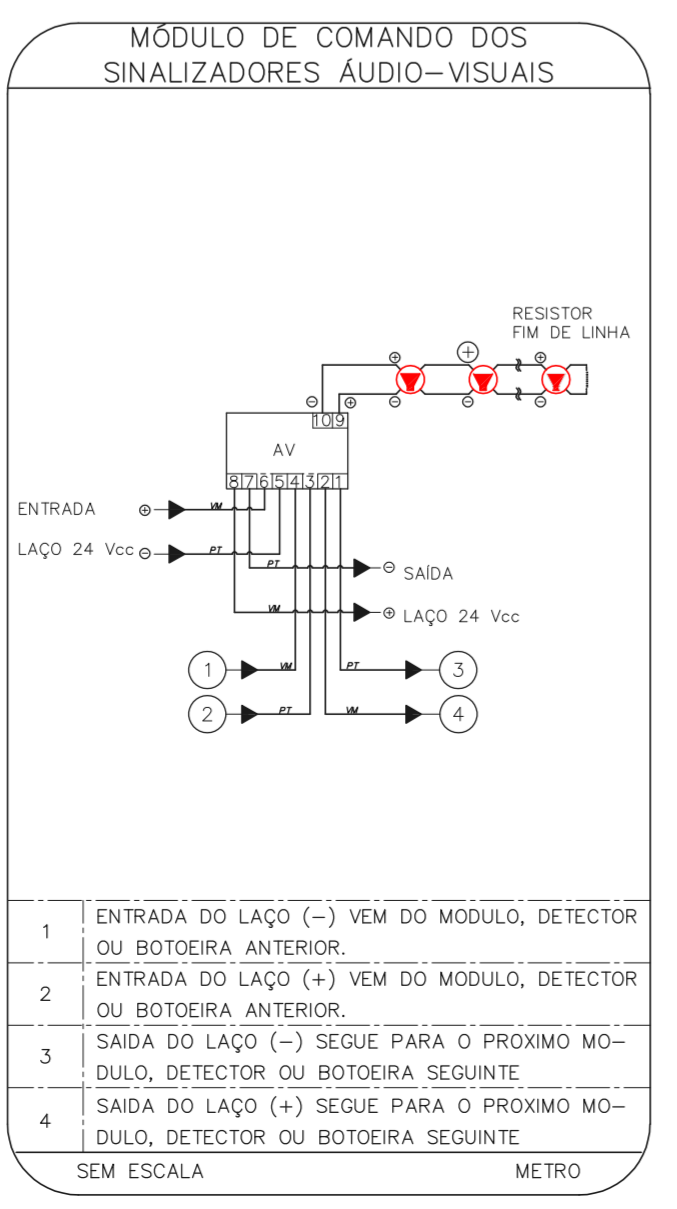 MÓDULO DE COMANDO DOS
SINALIZADORES ÁUDIO-VISUAIS
RESISTOR
FIM DE LINHA
10 9
AV
8 7 6 5 4 3 2 1
ENTRADA ⊕ VM
LAÇO 24 Vcc ⊖ PT
PT ⊖ SAÍDA
VM ⊕ LAÇO 24 Vcc
1 VM PT 3
2 PT VM 4
1 ENTRADA DO LAÇO (-) VEM DO MODULO, DETECTOR
OU BOTOEIRA ANTERIOR.
2 ENTRADA DO LAÇO (+) VEM DO MODULO, DETECTOR
OU BOTOEIRA ANTERIOR.
3 SAIDA DO LAÇO (-) SEGUE PARA O PROXIMO MO-
DULO, DETECTOR OU BOTOEIRA SEGUINTE
4 SAIDA DO LAÇO (+) SEGUE PARA O PROXIMO MO-
DULO, DETECTOR OU BOTOEIRA SEGUINTE
SEM ESCALA METRO